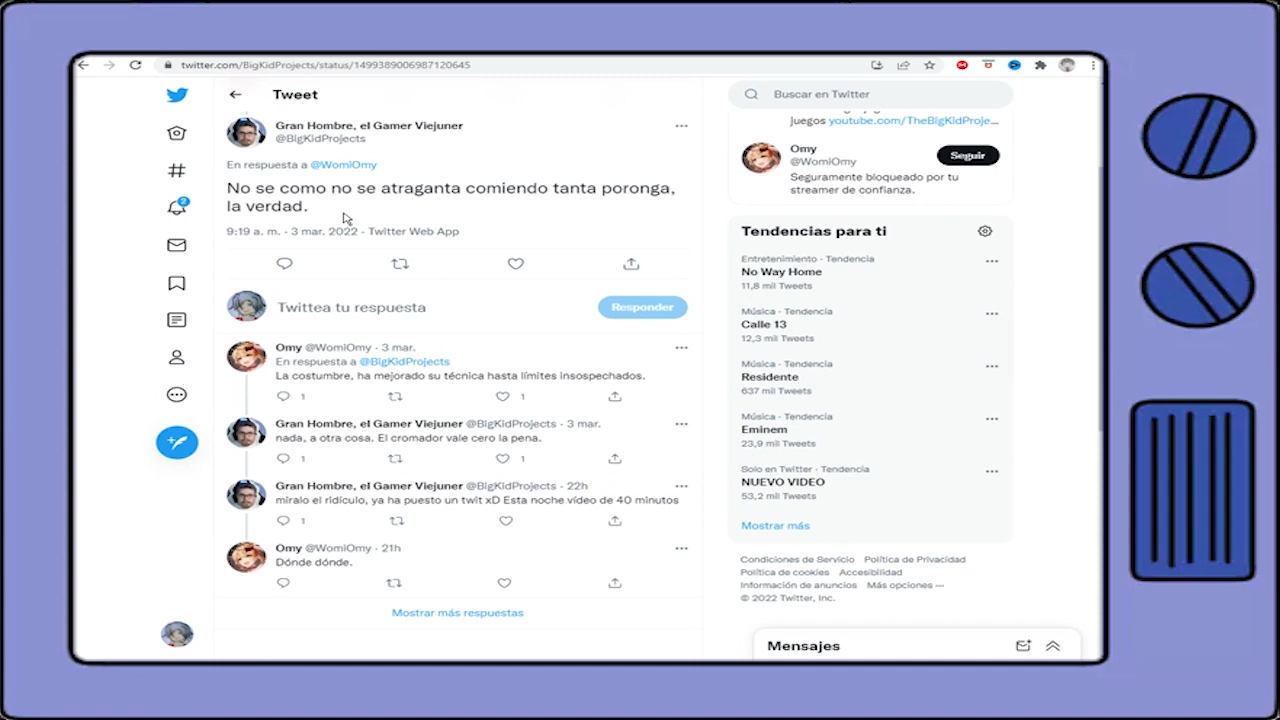 twitter.com/BigKidProjects/status/1499389006987120645
Tweet
Gran Hombre, el Gamer Viejuner
@BigKidProjects
En respuesta a @WomiOmy
No se como no se atraganta comiendo tanta poronga,
la verdad.
9:19 a. m. · 3 mar. 2022 · Twitter Web App
Twittea tu respuesta
Responder
Omy @WomiOmy · 3 mar.
En respuesta a @BigKidProjects
La costumbre, ha mejorado su técnica hasta límites insospechados.
1 1
Gran Hombre, el Gamer Viejuner @BigKidProjects · 3 mar.
nada, a otra cosa. El cromador vale cero la pena.
1 1
Gran Hombre, el Gamer Viejuner @BigKidProjects · 22h
miralo el ridículo, ya ha puesto un twit xD Esta noche vídeo de 40 minutos
1
Omy @WomiOmy · 21h
Dónde dónde.
Mostrar más respuestas
2
Buscar en Twitter
juegos youtube.com/TheBigKidProje...
Omy
@WomiOmy
Seguir
Seguramente bloqueado por tu
streamer de confianza.
Tendencias para ti
Entretenimiento · Tendencia
No Way Home
11,8 mil Tweets
Música · Tendencia
Calle 13
12,3 mil Tweets
Música · Tendencia
Residente
637 mil Tweets
Música · Tendencia
Eminem
23,9 mil Tweets
Solo en Twitter · Tendencia
NUEVO VIDEO
53,2 mil Tweets
Mostrar más
Condiciones de Servicio Política de Privacidad
Política de cookies Accesibilidad
Información de anuncios Más opciones ···
© 2022 Twitter, Inc.
Mensajes